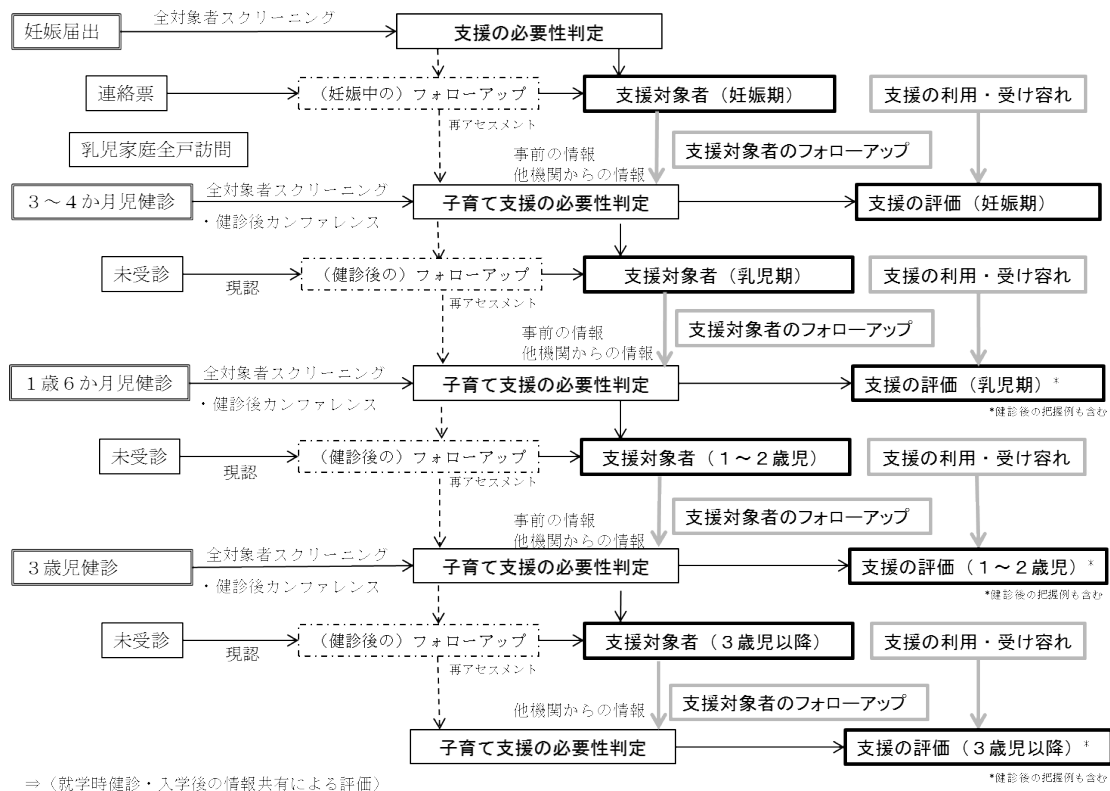 妊娠届出
全対象者スクリーニング
支援の必要性判定
連絡票
（妊娠中の）フォローアップ
支援対象者（妊娠期）
支援の利用・受け容れ
再アセスメント
乳児家庭全戸訪問
事前の情報
他機関からの情報
支援対象者のフォローアップ
３～４か月児健診
全対象者スクリーニング
・健診後カンファレンス
子育て支援の必要性判定
支援の評価（妊娠期）
未受診
現認
（健診後の）フォローアップ
支援対象者（乳児期）
支援の利用・受け容れ
再アセスメント
事前の情報
他機関からの情報
支援対象者のフォローアップ
１歳６か月児健診
全対象者スクリーニング
・健診後カンファレンス
子育て支援の必要性判定
支援の評価（乳児期）*
*健診後の把握例も含む
未受診
現認
（健診後の）フォローアップ
支援対象者（１～２歳児）
支援の利用・受け容れ
再アセスメント
事前の情報
他機関からの情報
支援対象者のフォローアップ
３歳児健診
全対象者スクリーニング
・健診後カンファレンス
子育て支援の必要性判定
支援の評価（１～２歳児）*
*健診後の把握例も含む
未受診
現認
（健診後の）フォローアップ
支援対象者（３歳児以降）
支援の利用・受け容れ
再アセスメント
他機関からの情報
支援対象者のフォローアップ
子育て支援の必要性判定
支援の評価（３歳児以降）*
*健診後の把握例も含む
⇒（就学時健診・入学後の情報共有による評価）